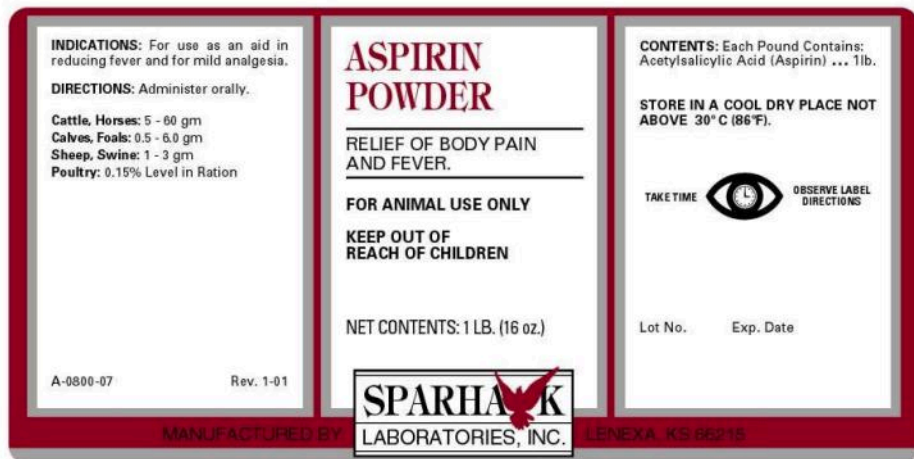 INDICATIONS: For use as an aid in
reducing fever and for mild analgesia.
DIRECTIONS: Administer orally.
Cattle, Horses: 5 - 60 gm
Calves, Foals: 0.5 - 6.0 gm
Sheep, Swine: 1 - 3 gm
Poultry: 0.15% Level in Ration
A-0800-07 Rev. 1-01
ASPIRIN
POWDER
RELIEF OF BODY PAIN
AND FEVER.
FOR ANIMAL USE ONLY
KEEP OUT OF
REACH OF CHILDREN
NET CONTENTS: 1 LB. (16 oz.)
SPARHAWK
LABORATORIES, INC.
CONTENTS: Each Pound Contains:
Acetylsalicylic Acid (Aspirin) ... 1lb.
STORE IN A COOL DRY PLACE NOT
ABOVE 30°C (86°F).
TAKE TIME
OBSERVE LABEL
DIRECTIONS
Lot No. Exp. Date
MANUFACTURED BY LENEXA, KS 66215